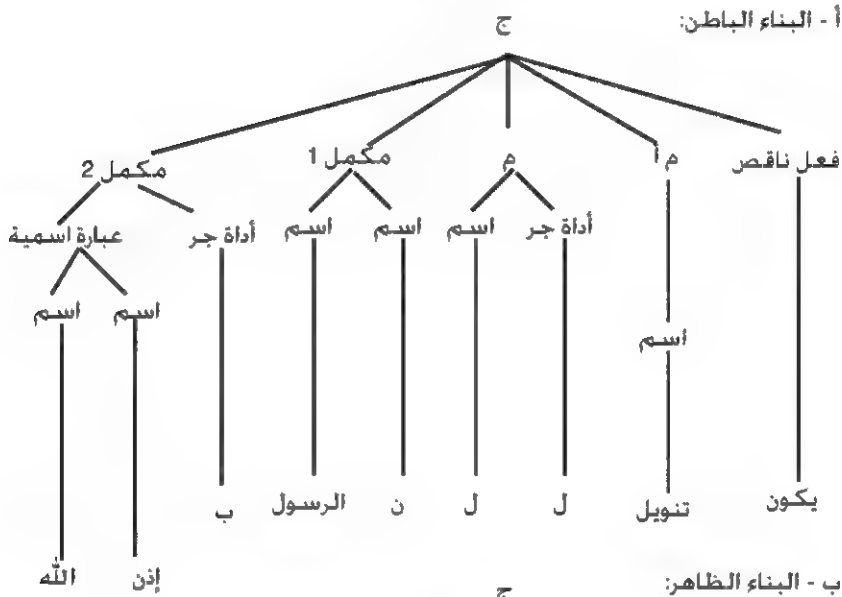 أ - البناء الباطن:
ج
فعل ناقص م أ م مكمل 1 مكمل 2
أداة جر اسم اسم اسم أداة جر عبارة اسمية
اسم اسم
اسم
يكون تنويل ل ل ن الرسول ب
إذن الله
ب - البناء الظاهر:
ج